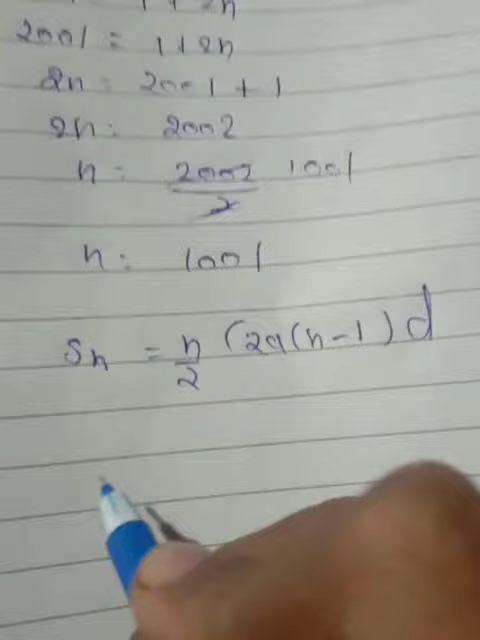 2001 = 1+2n
2n = 2001 + 1
2n = 2002
n = 2002/2 1001
n = 1001
Sn = n/2 (2a(n-1)d